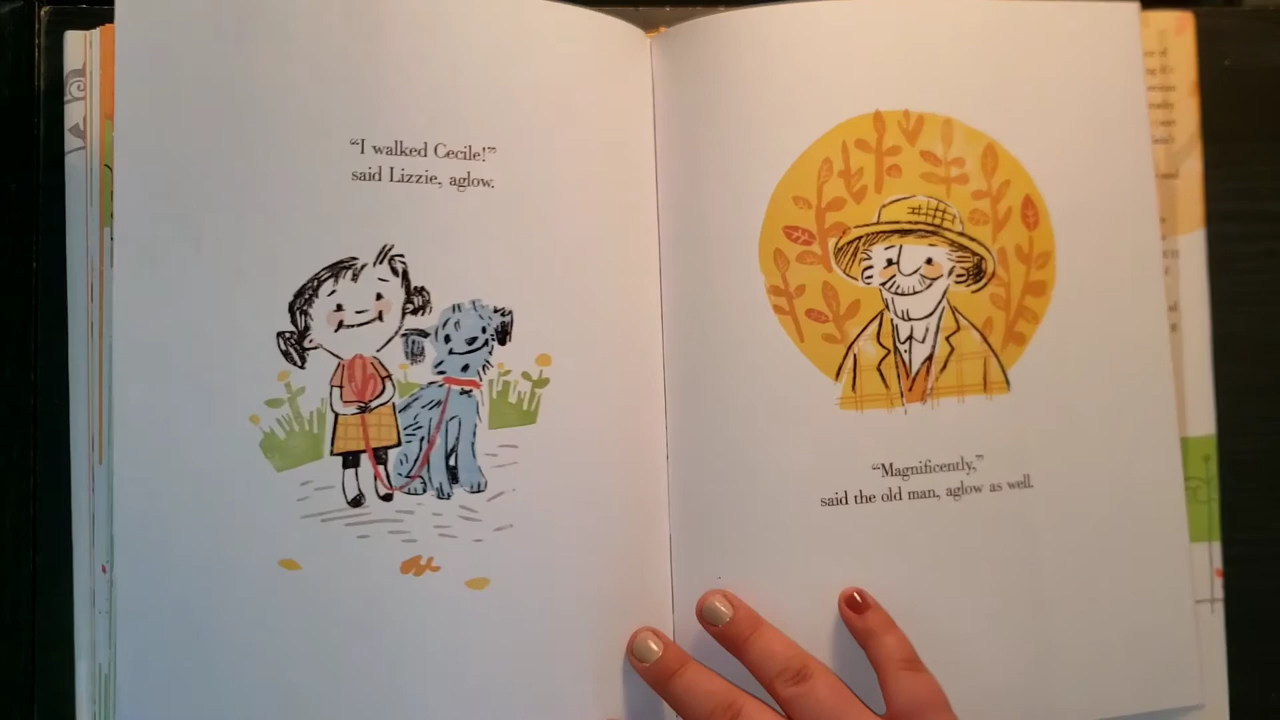 “I walked Cecile!”
said Lizzie, aglow.
“Magnificently,”
said the old man, aglow as well.